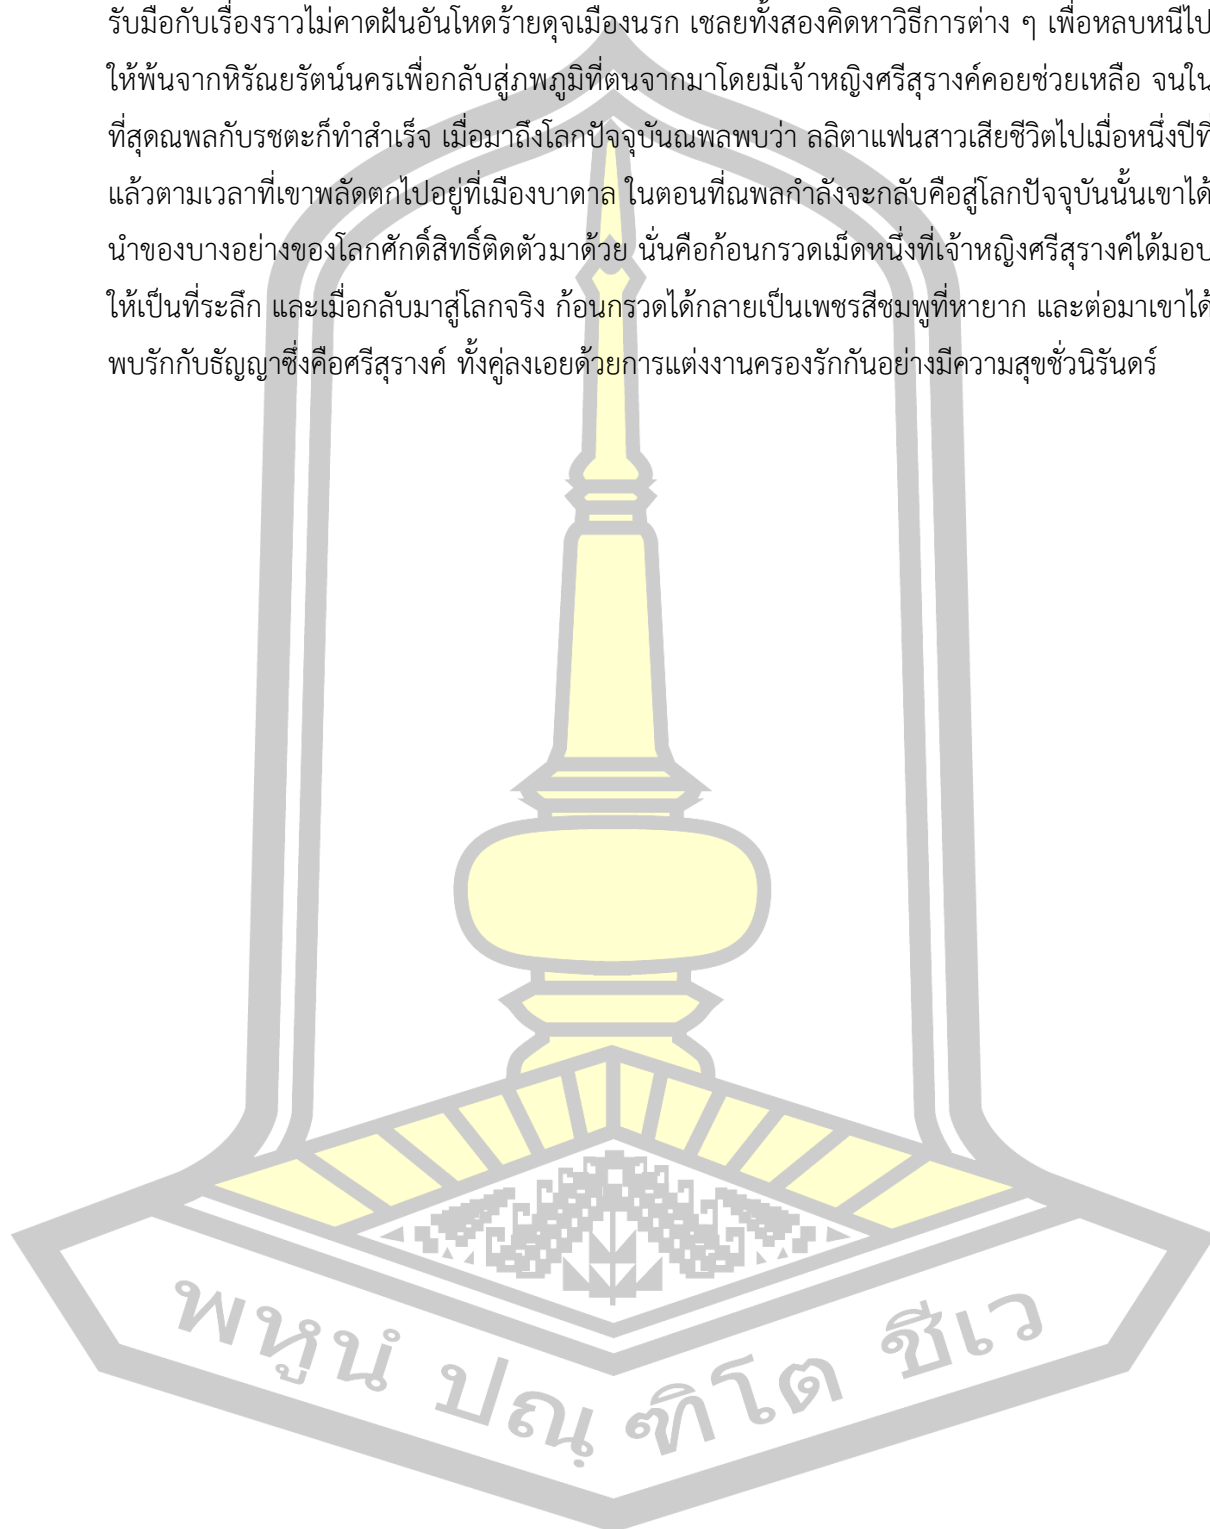 รับมือกับเรื่องราวไม่คาดฝันอันโหดร้ายดุจเมืองนรก เชลยทั้งสองคิดหาวิธีการต่าง ๆ เพื่อหลบหนีไป
ให้พ้นจากหิรัณยรัตน์นครเพื่อกลับสู่ภพภูมิที่ตนจากมาโดยมีเจ้าหญิงศรีสุรางค์คอยช่วยเหลือ จนใน
ที่สุดณพลกับรชตะก็ทำสำเร็จ เมื่อมาถึงโลกปัจจุบันณพลพบว่า ลลิตาแฟนสาวเสียชีวิตไปเมื่อหนึ่งปีที่
แล้วตามเวลาที่เขาพลัดตกไปอยู่ที่เมืองบาดาล ในตอนที่ณพลกำลังจะกลับคือสู่โลกปัจจุบันนั้นเขาได้
นำของบางอย่างของโลกศักดิ์สิทธิ์ติดตัวมาด้วย นั่นคือก้อนกรวดเม็ดหนึ่งที่เจ้าหญิงศรีสุรางค์ได้มอบ
ให้เป็นที่ระลึก และเมื่อกลับมาสู่โลกจริง ก้อนกรวดได้กลายเป็นเพชรสีชมพูที่หายาก และต่อมาเขาได้
พบรักกับธัญญาซึ่งคือศรีสุรางค์ ทั้งคู่ลงเอยด้วยการแต่งงานครองรักกันอย่างมีความสุขชั่วนิรันดร์
พหูนํ ปณฺฑิโต ชีเว